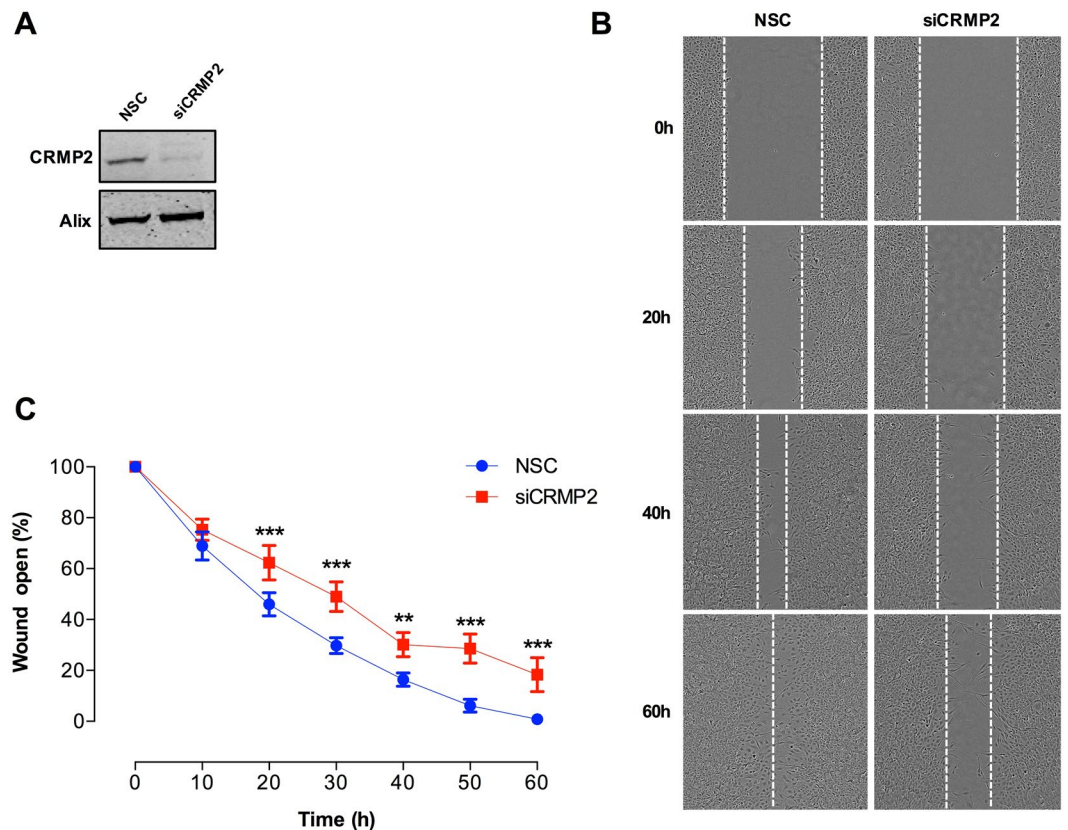 A
NSC
siCRMP2
CRMP2
Alix
B
NSC
siCRMP2
0h
20h
40h
60h
C
NSC
siCRMP2
100
80
60
40
20
0
***
***
**
***
***
Wound open (%)
0 10 20 30 40 50 60
Time (h)